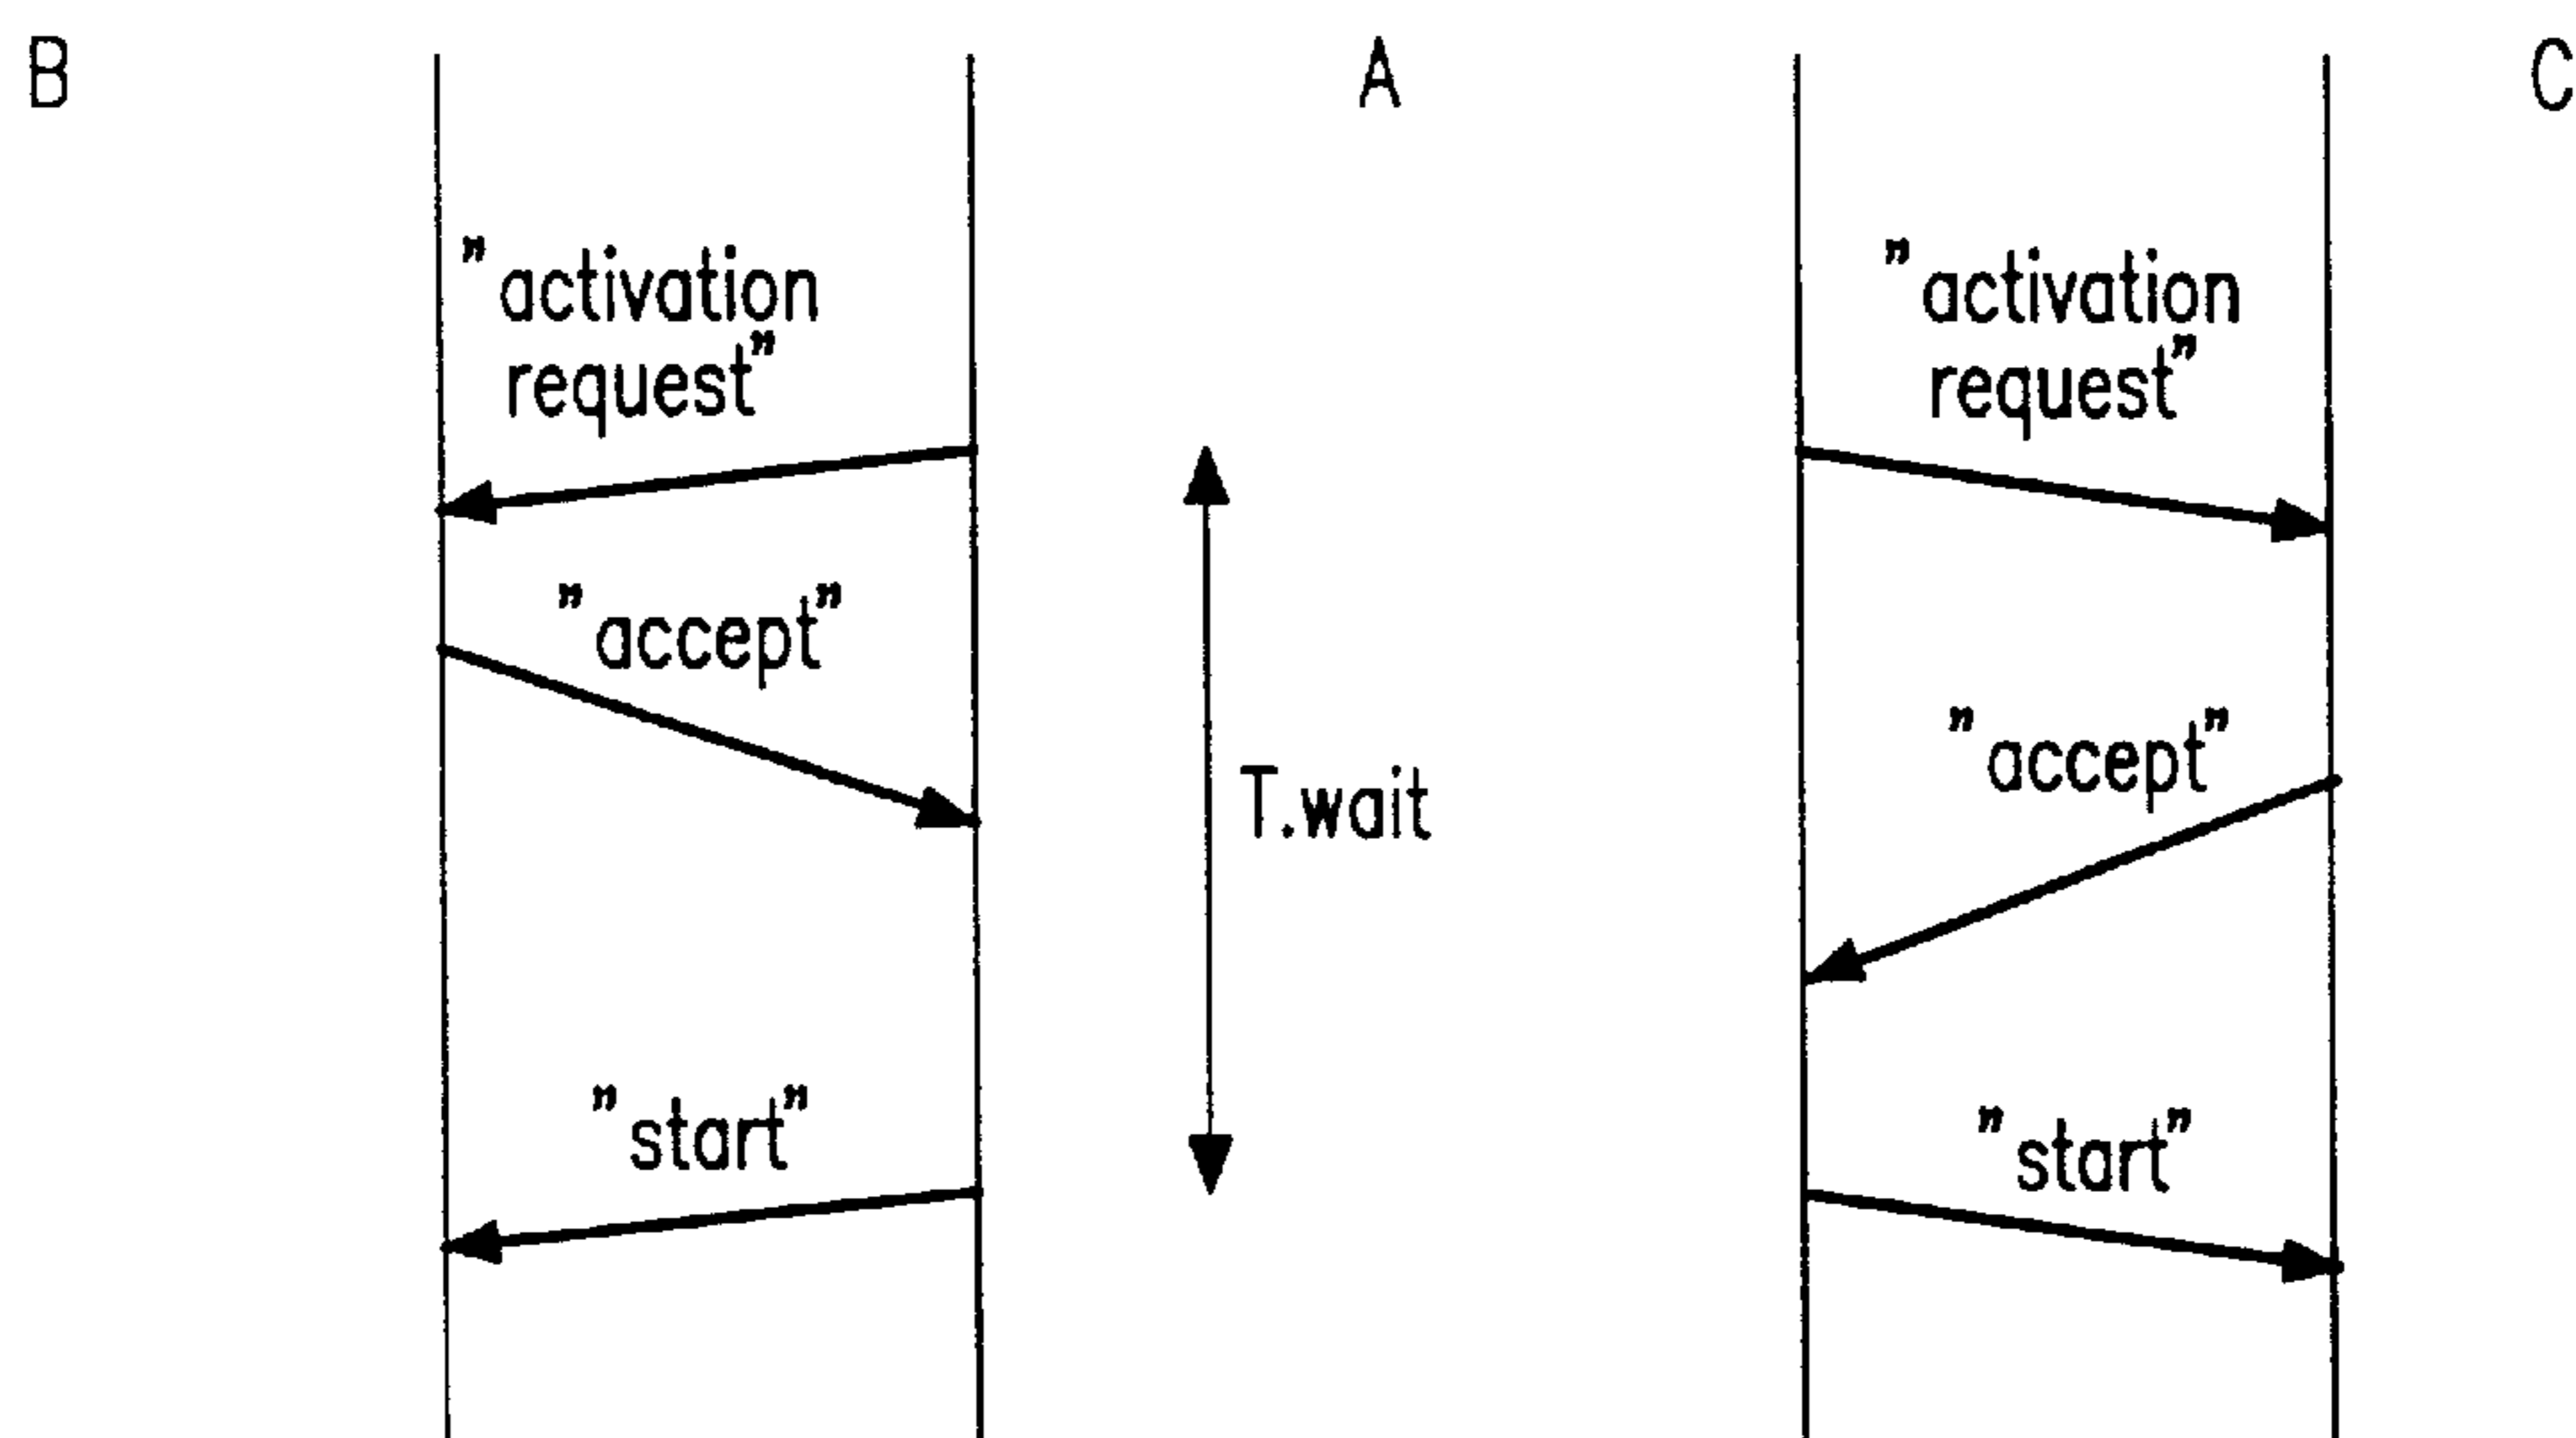 B
A
C
"activation
request"
"activation
request"
"accept"
"accept"
T.wait
"start"
"start"